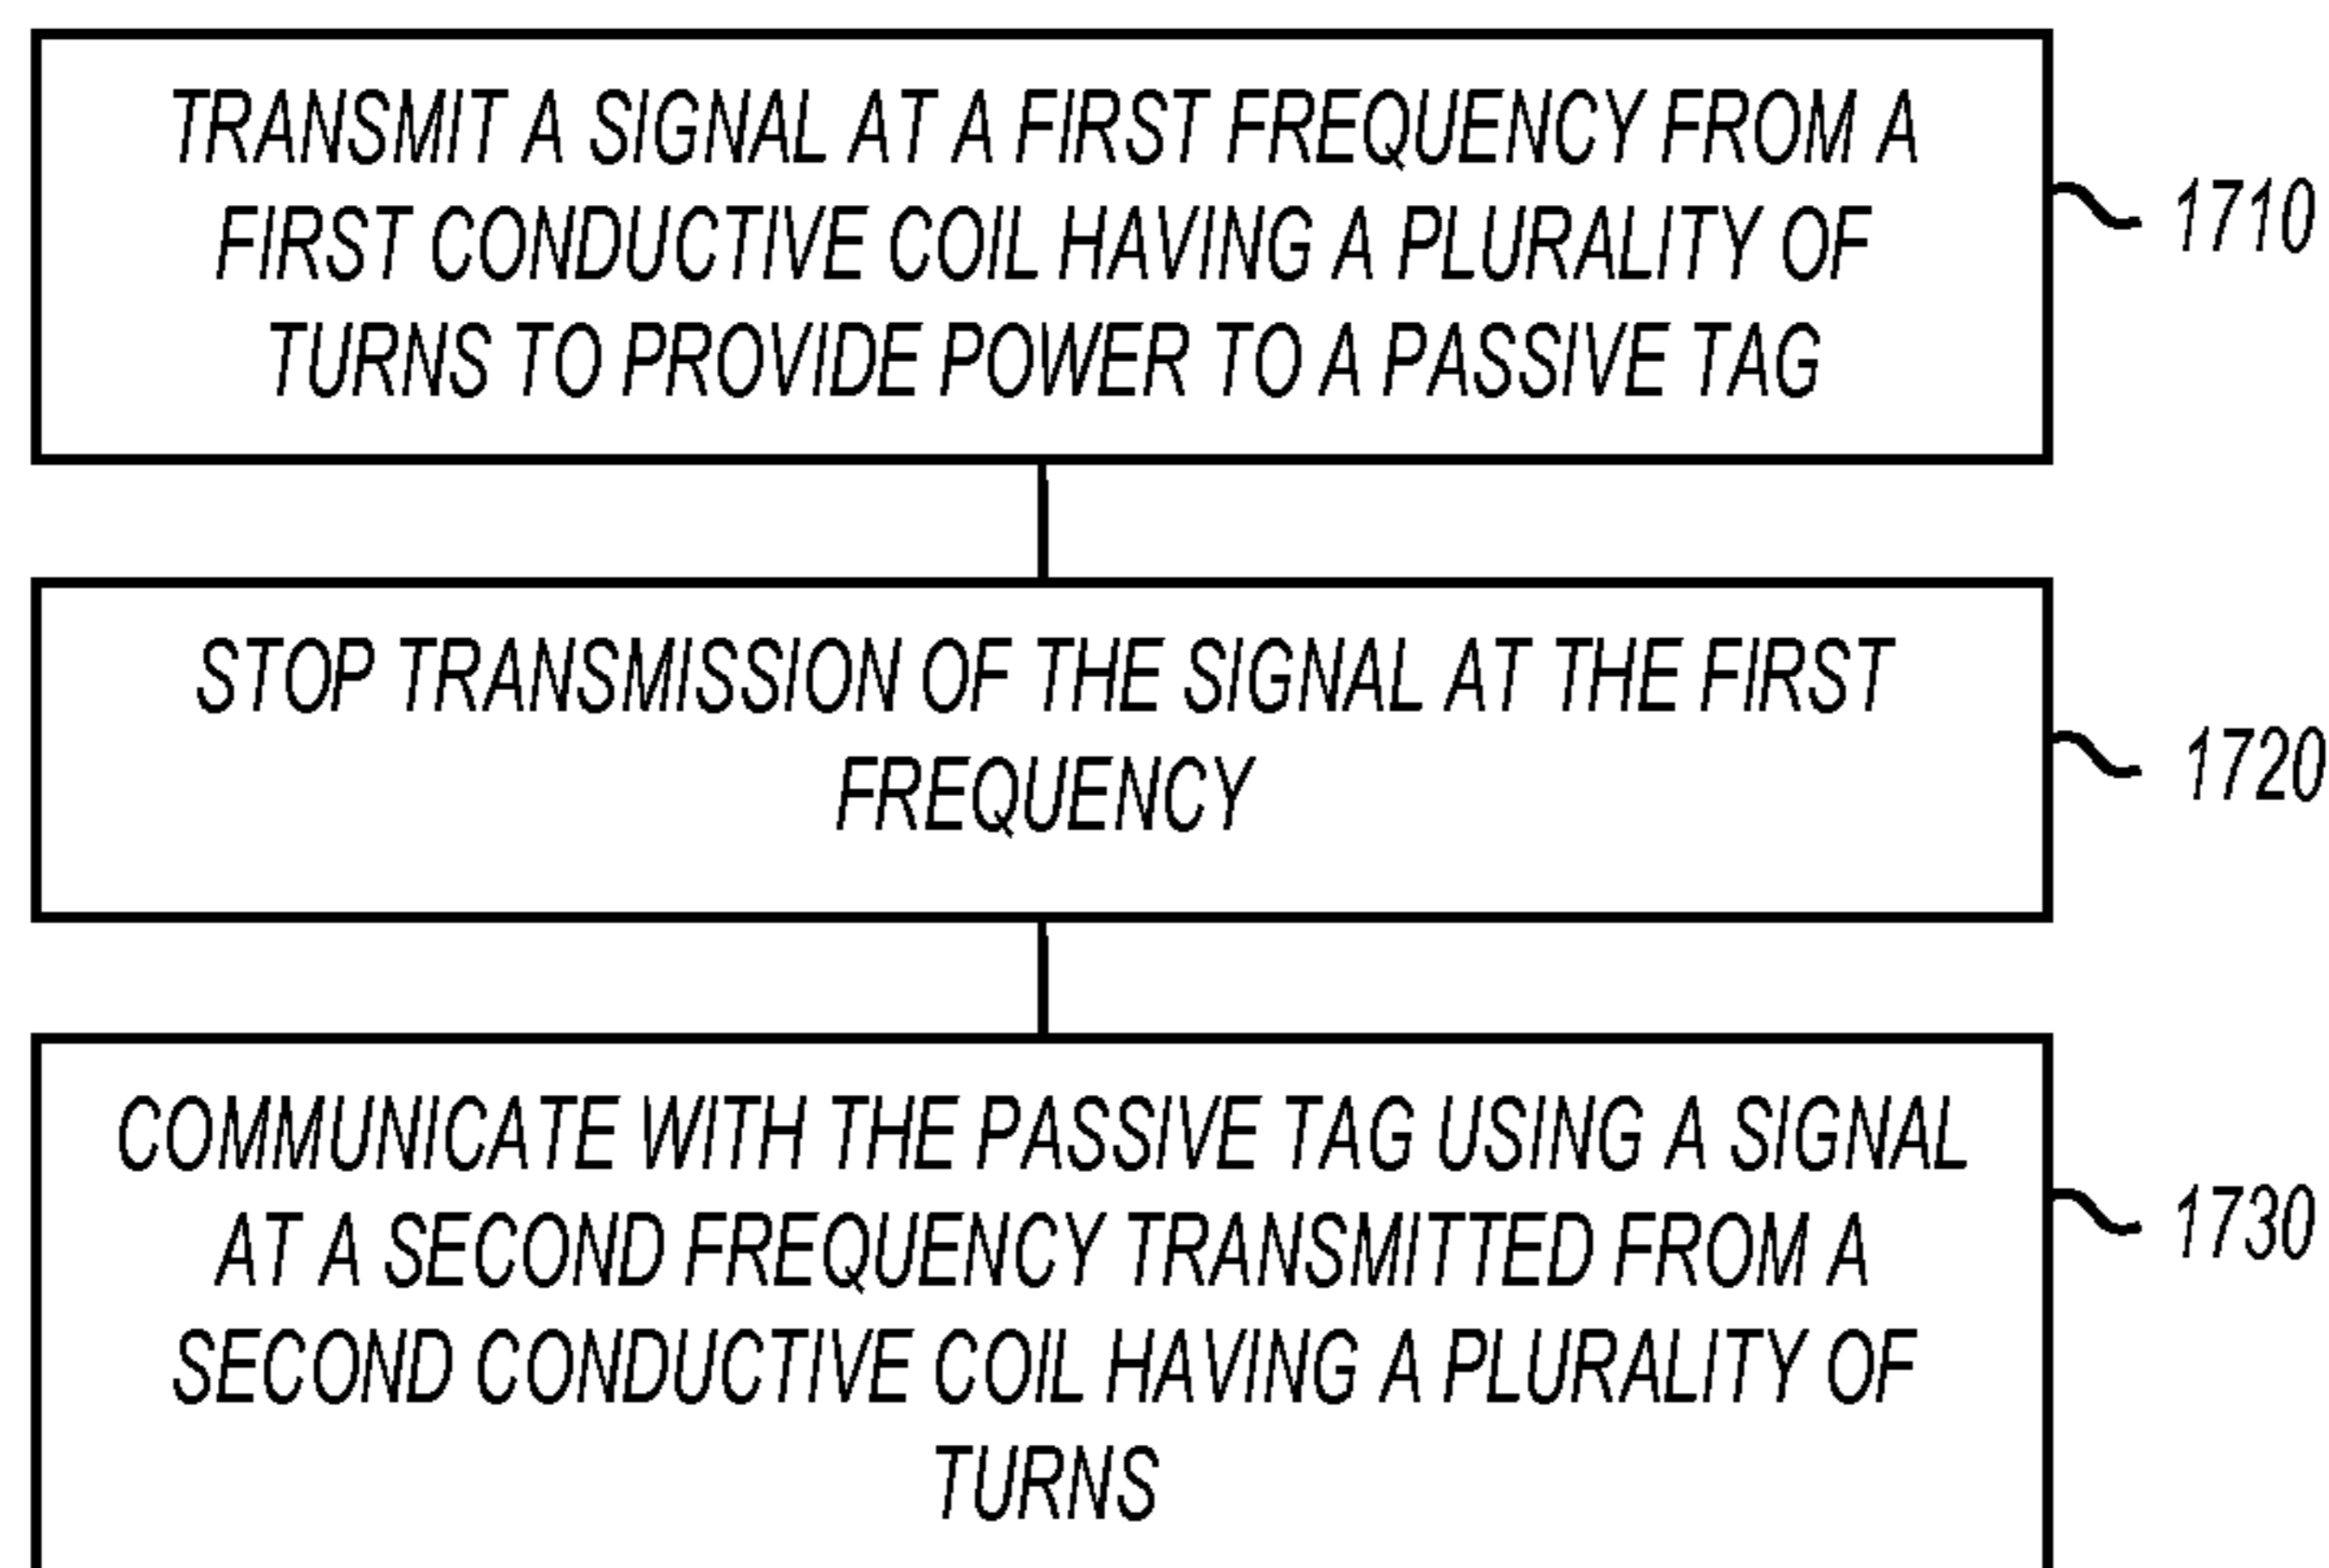 TRANSMIT A SIGNAL AT A FIRST FREQUENCY FROM A
FIRST CONDUCTIVE COIL HAVING A PLURALITY OF
TURNS TO PROVIDE POWER TO A PASSIVE TAG
1710
STOP TRANSMISSION OF THE SIGNAL AT THE FIRST
FREQUENCY
1720
COMMUNICATE WITH THE PASSIVE TAG USING A SIGNAL
AT A SECOND FREQUENCY TRANSMITTED FROM A
SECOND CONDUCTIVE COIL HAVING A PLURALITY OF
TURNS
1730